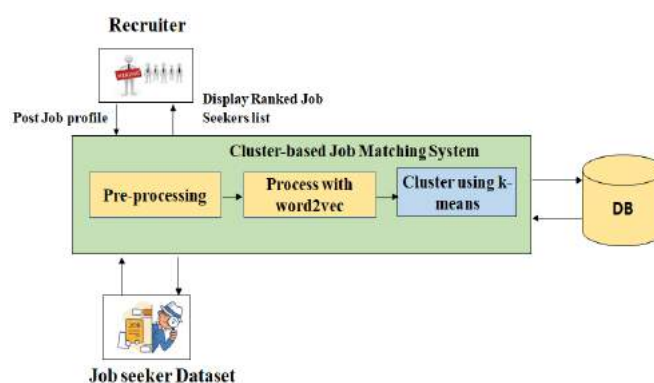 Recruiter
Post Job profile
Display Ranked Job
Seekers list
Cluster-based Job Matching System
Pre-processing
Process with
word2vec
Cluster using k-
means
DB
Job seeker Dataset